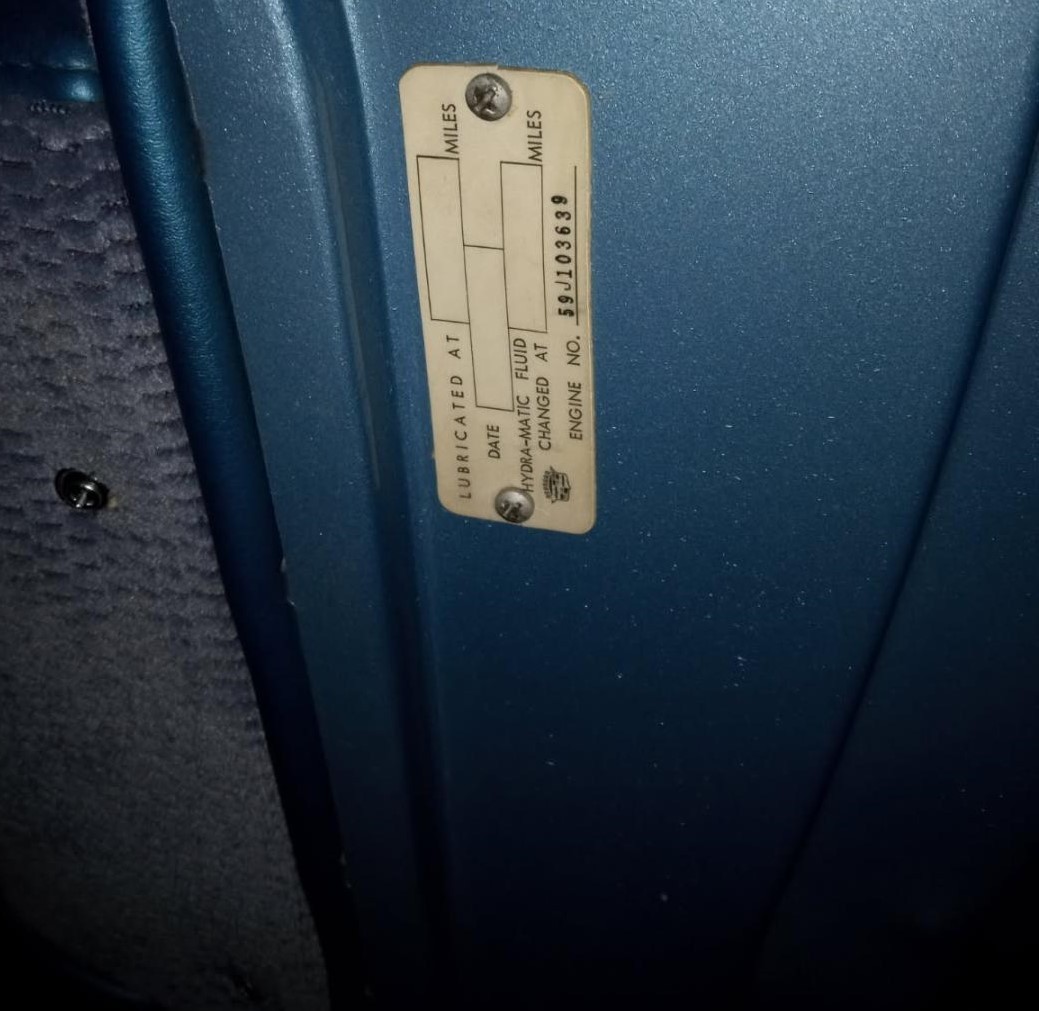 LUBRICATED AT MILES
DATE
HYDRA-MATIC FLUID
CHANGED AT MILES
ENGINE NO. 59J103639